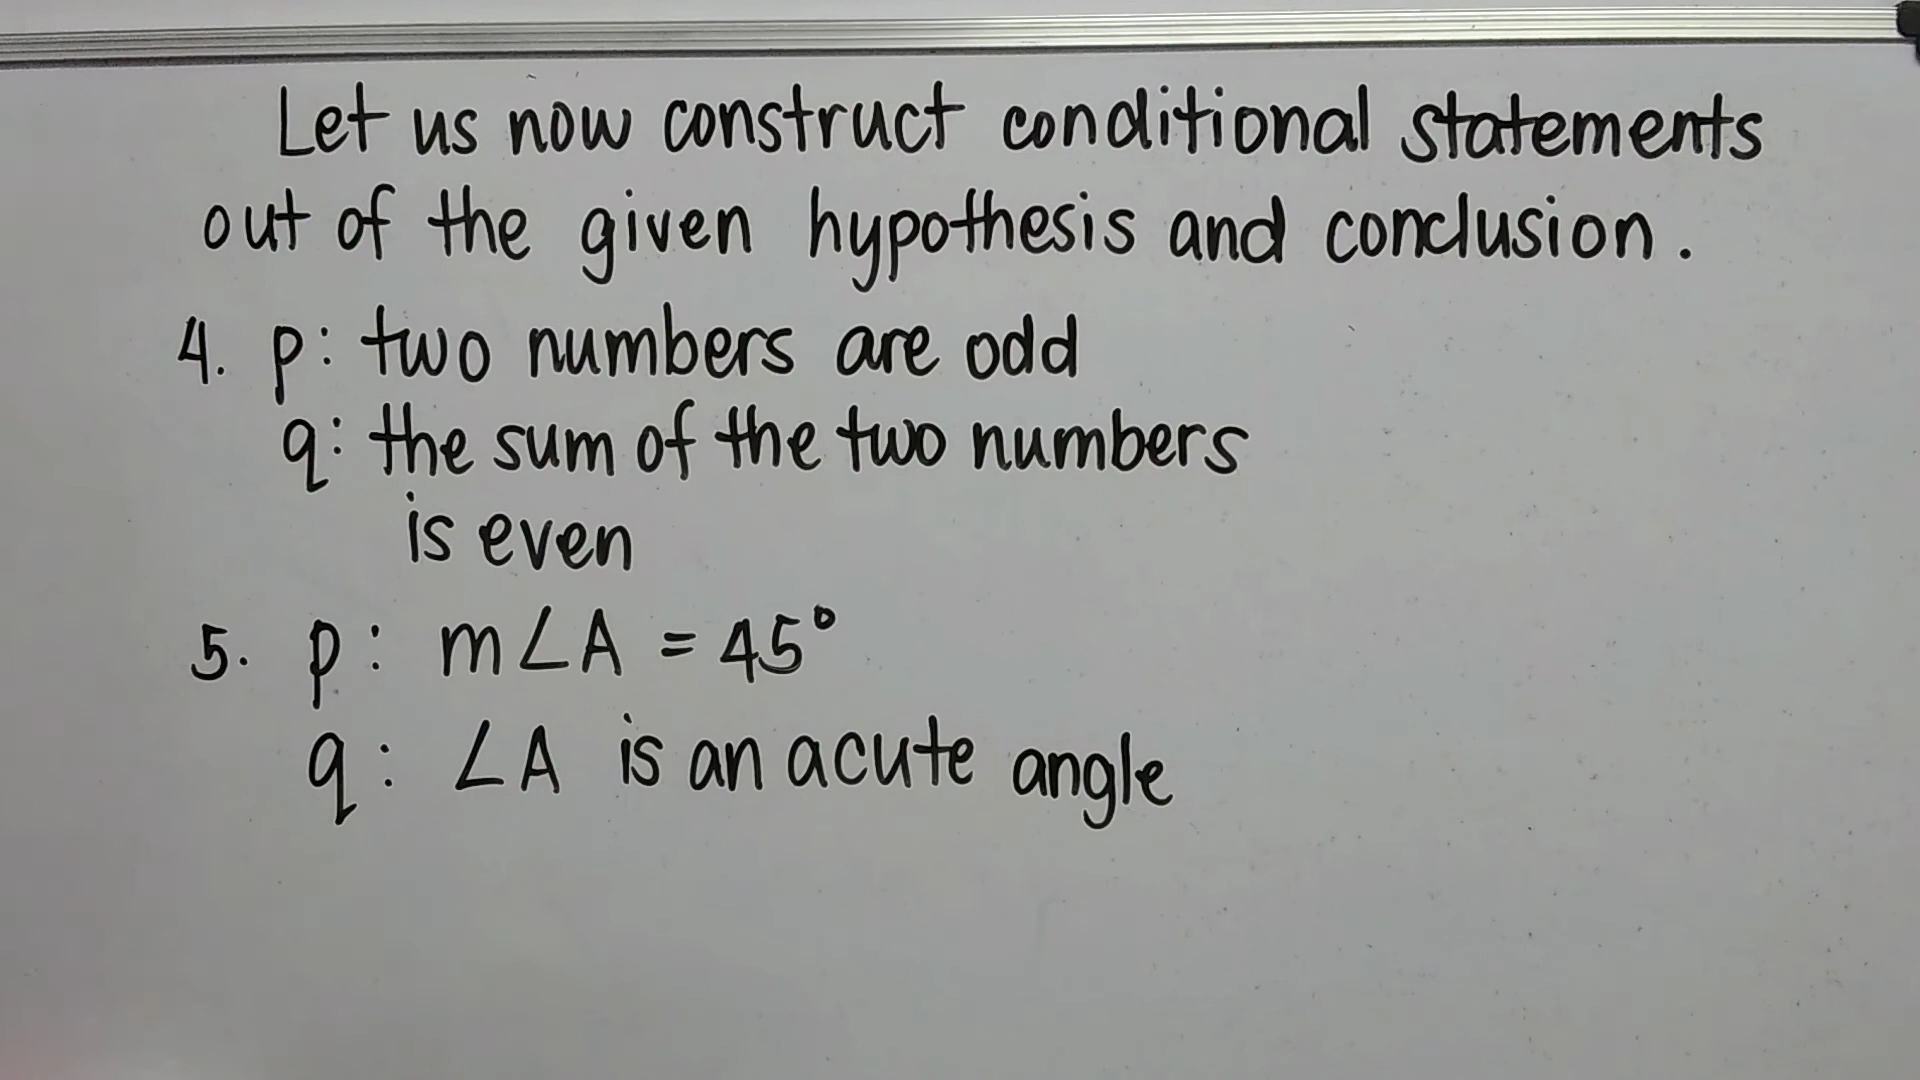 Let us now construct conditional statements
out of the given hypothesis and conclusion.
4. p: two numbers are odd
q: the sum of the two numbers
is even
5. p: m∠A = 45°
q: ∠A is an acute angle